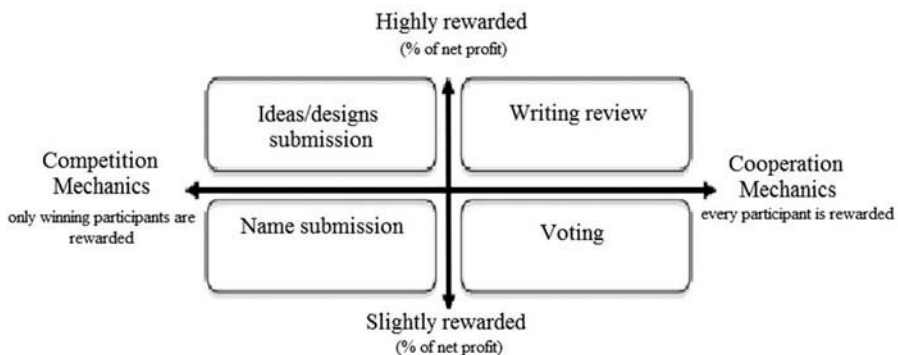 Highly rewarded
(% of net profit)
Ideas/designs
submission
Writing review
Competition
Mechanics
only winning participants are
rewarded
Cooperation
Mechanics
every participant is rewarded
Name submission
Voting
Slightly rewarded
(% of net profit)